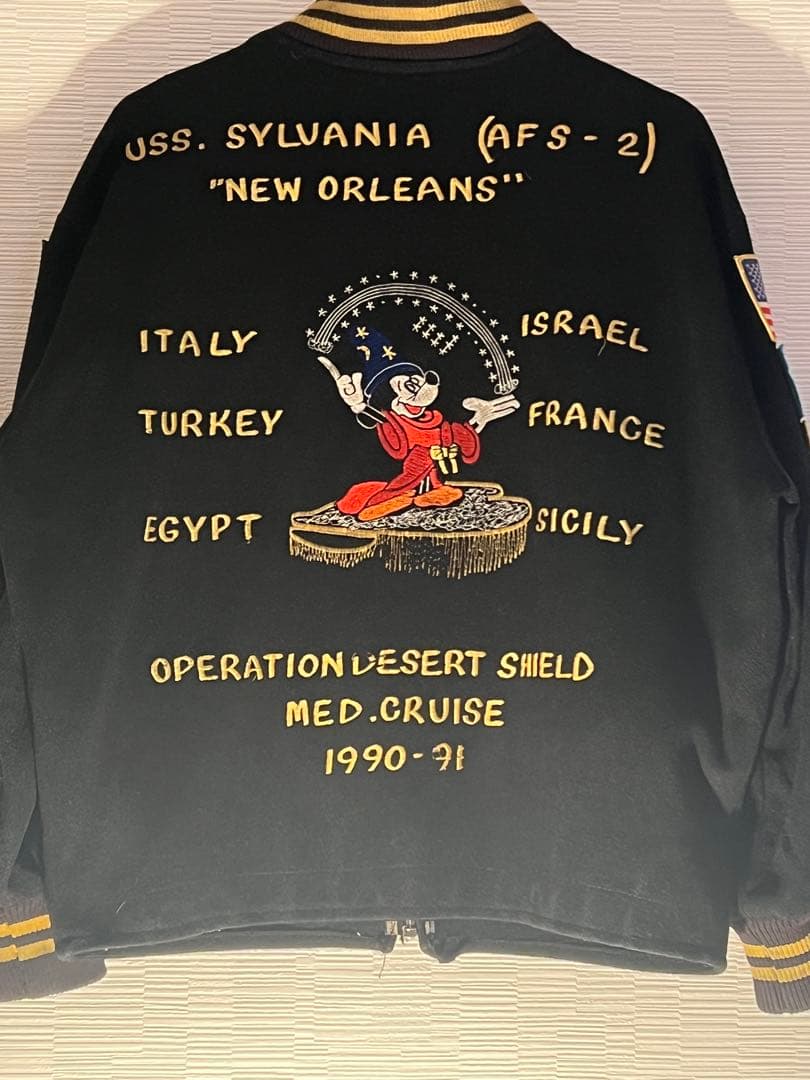 USS. SYLVANIA (AFS - 2)
"NEW ORLEANS"
ITALY ISRAEL
TURKEY FRANCE
EGYPT SICILY
OPERATION DESERT SHIELD
MED. CRUISE
1990-91